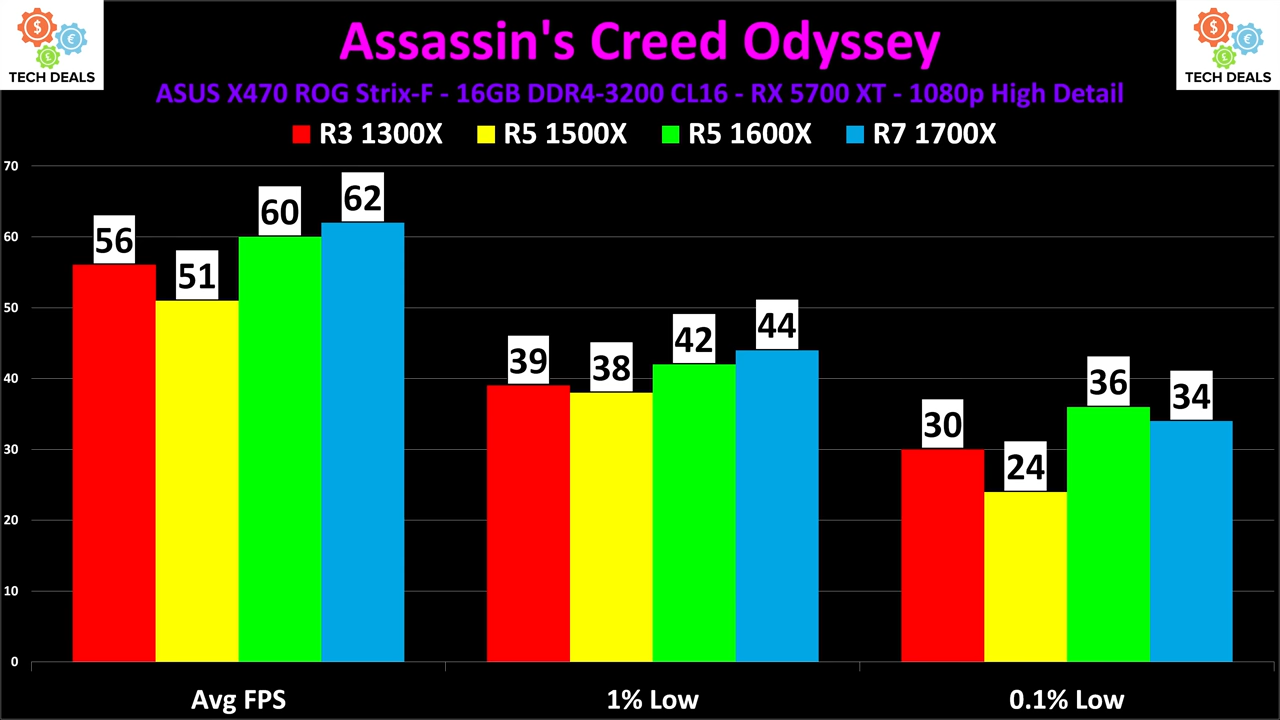 TECH DEALS
Assassin's Creed Odyssey
TECH DEALS
ASUS X470 ROG Strix-F - 16GB DDR4-3200 CL16 - RX 5700 XT - 1080p High Detail
R3 1300X R5 1500X R5 1600X R7 1700X
70
60
50
40
30
20
10
0
56 51 60 62
39 38 42 44
30 24 36 34
Avg FPS 1% Low 0.1% Low